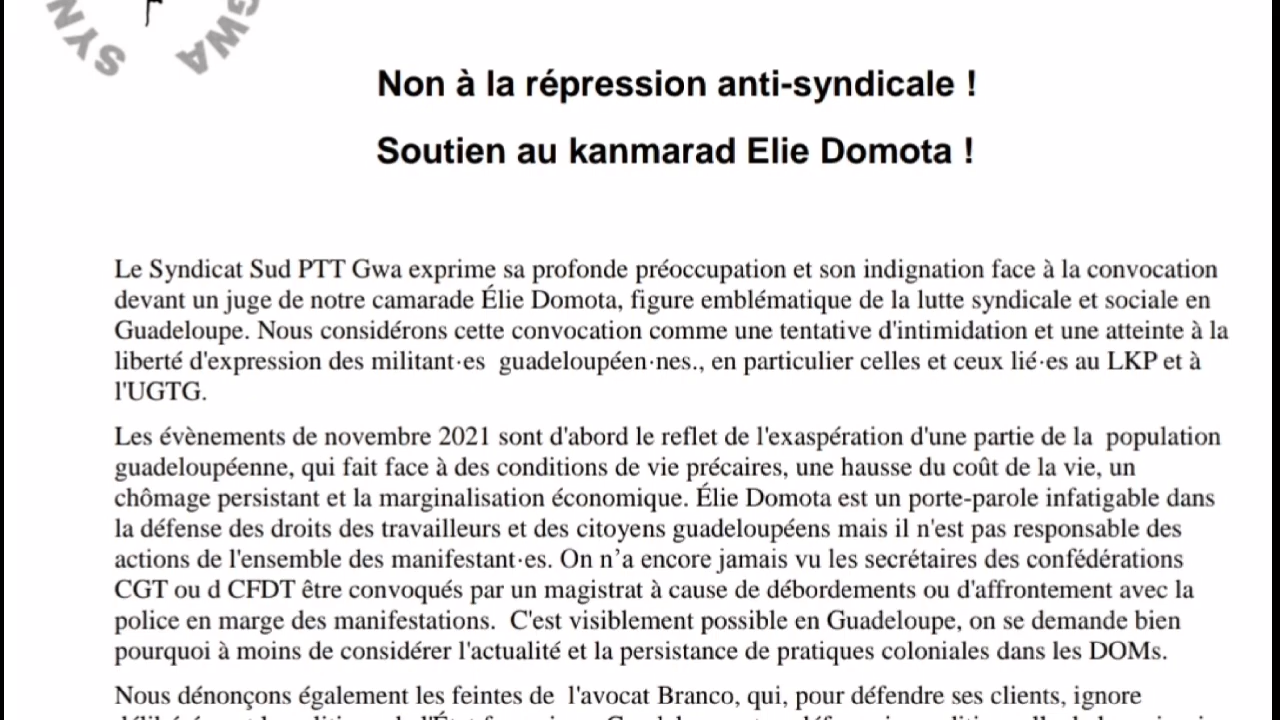 SYN GWA
Non à la répression anti-syndicale !
Soutien au kanmarad Elie Domota !
Le Syndicat Sud PTT Gwa exprime sa profonde préoccupation et son indignation face à la convocation
devant un juge de notre camarade Élie Domota, figure emblématique de la lutte syndicale et sociale en
Guadeloupe. Nous considérons cette convocation comme une tentative d'intimidation et une atteinte à la
liberté d'expression des militant·es  guadeloupéen·nes., en particulier celles et ceux lié·es au LKP et à
l'UGTG.
Les évènements de novembre 2021 sont d'abord le reflet de l'exaspération d'une partie de la  population
guadeloupéenne, qui fait face à des conditions de vie précaires, une hausse du coût de la vie, un
chômage persistant et la marginalisation économique. Élie Domota est un porte-parole infatigable dans
la défense des droits des travailleurs et des citoyens guadeloupéens mais il n'est pas responsable des
actions de l'ensemble des manifestant·es. On n’a encore jamais vu les secrétaires des confédérations
CGT ou d CFDT être convoqués par un magistrat à cause de débordements ou d'affrontement avec la
police en marge des manifestations.  C'est visiblement possible en Guadeloupe, on se demande bien
pourquoi à moins de considérer l'actualité et la persistance de pratiques coloniales dans les DOMs.
Nous dénonçons également les feintes de  l'avocat Branco, qui, pour défendre ses clients, ignore